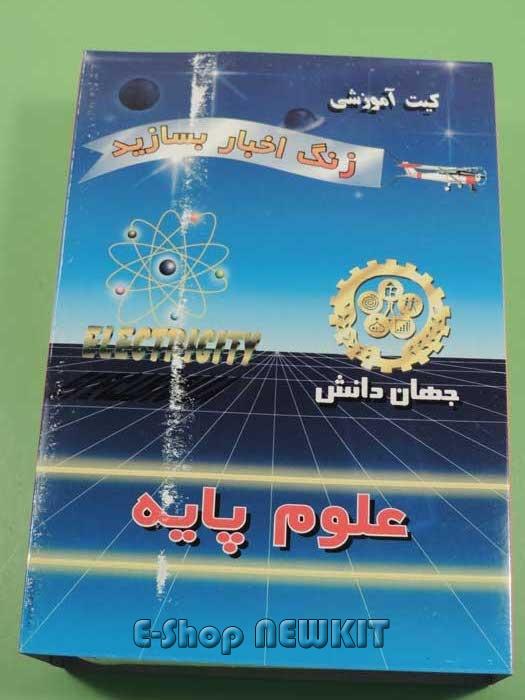 کیت آموزشی
زنگ اخبار بسازید
ELECTRICITY
جهان دانش
علوم پایه
E-Shop NEWKIT